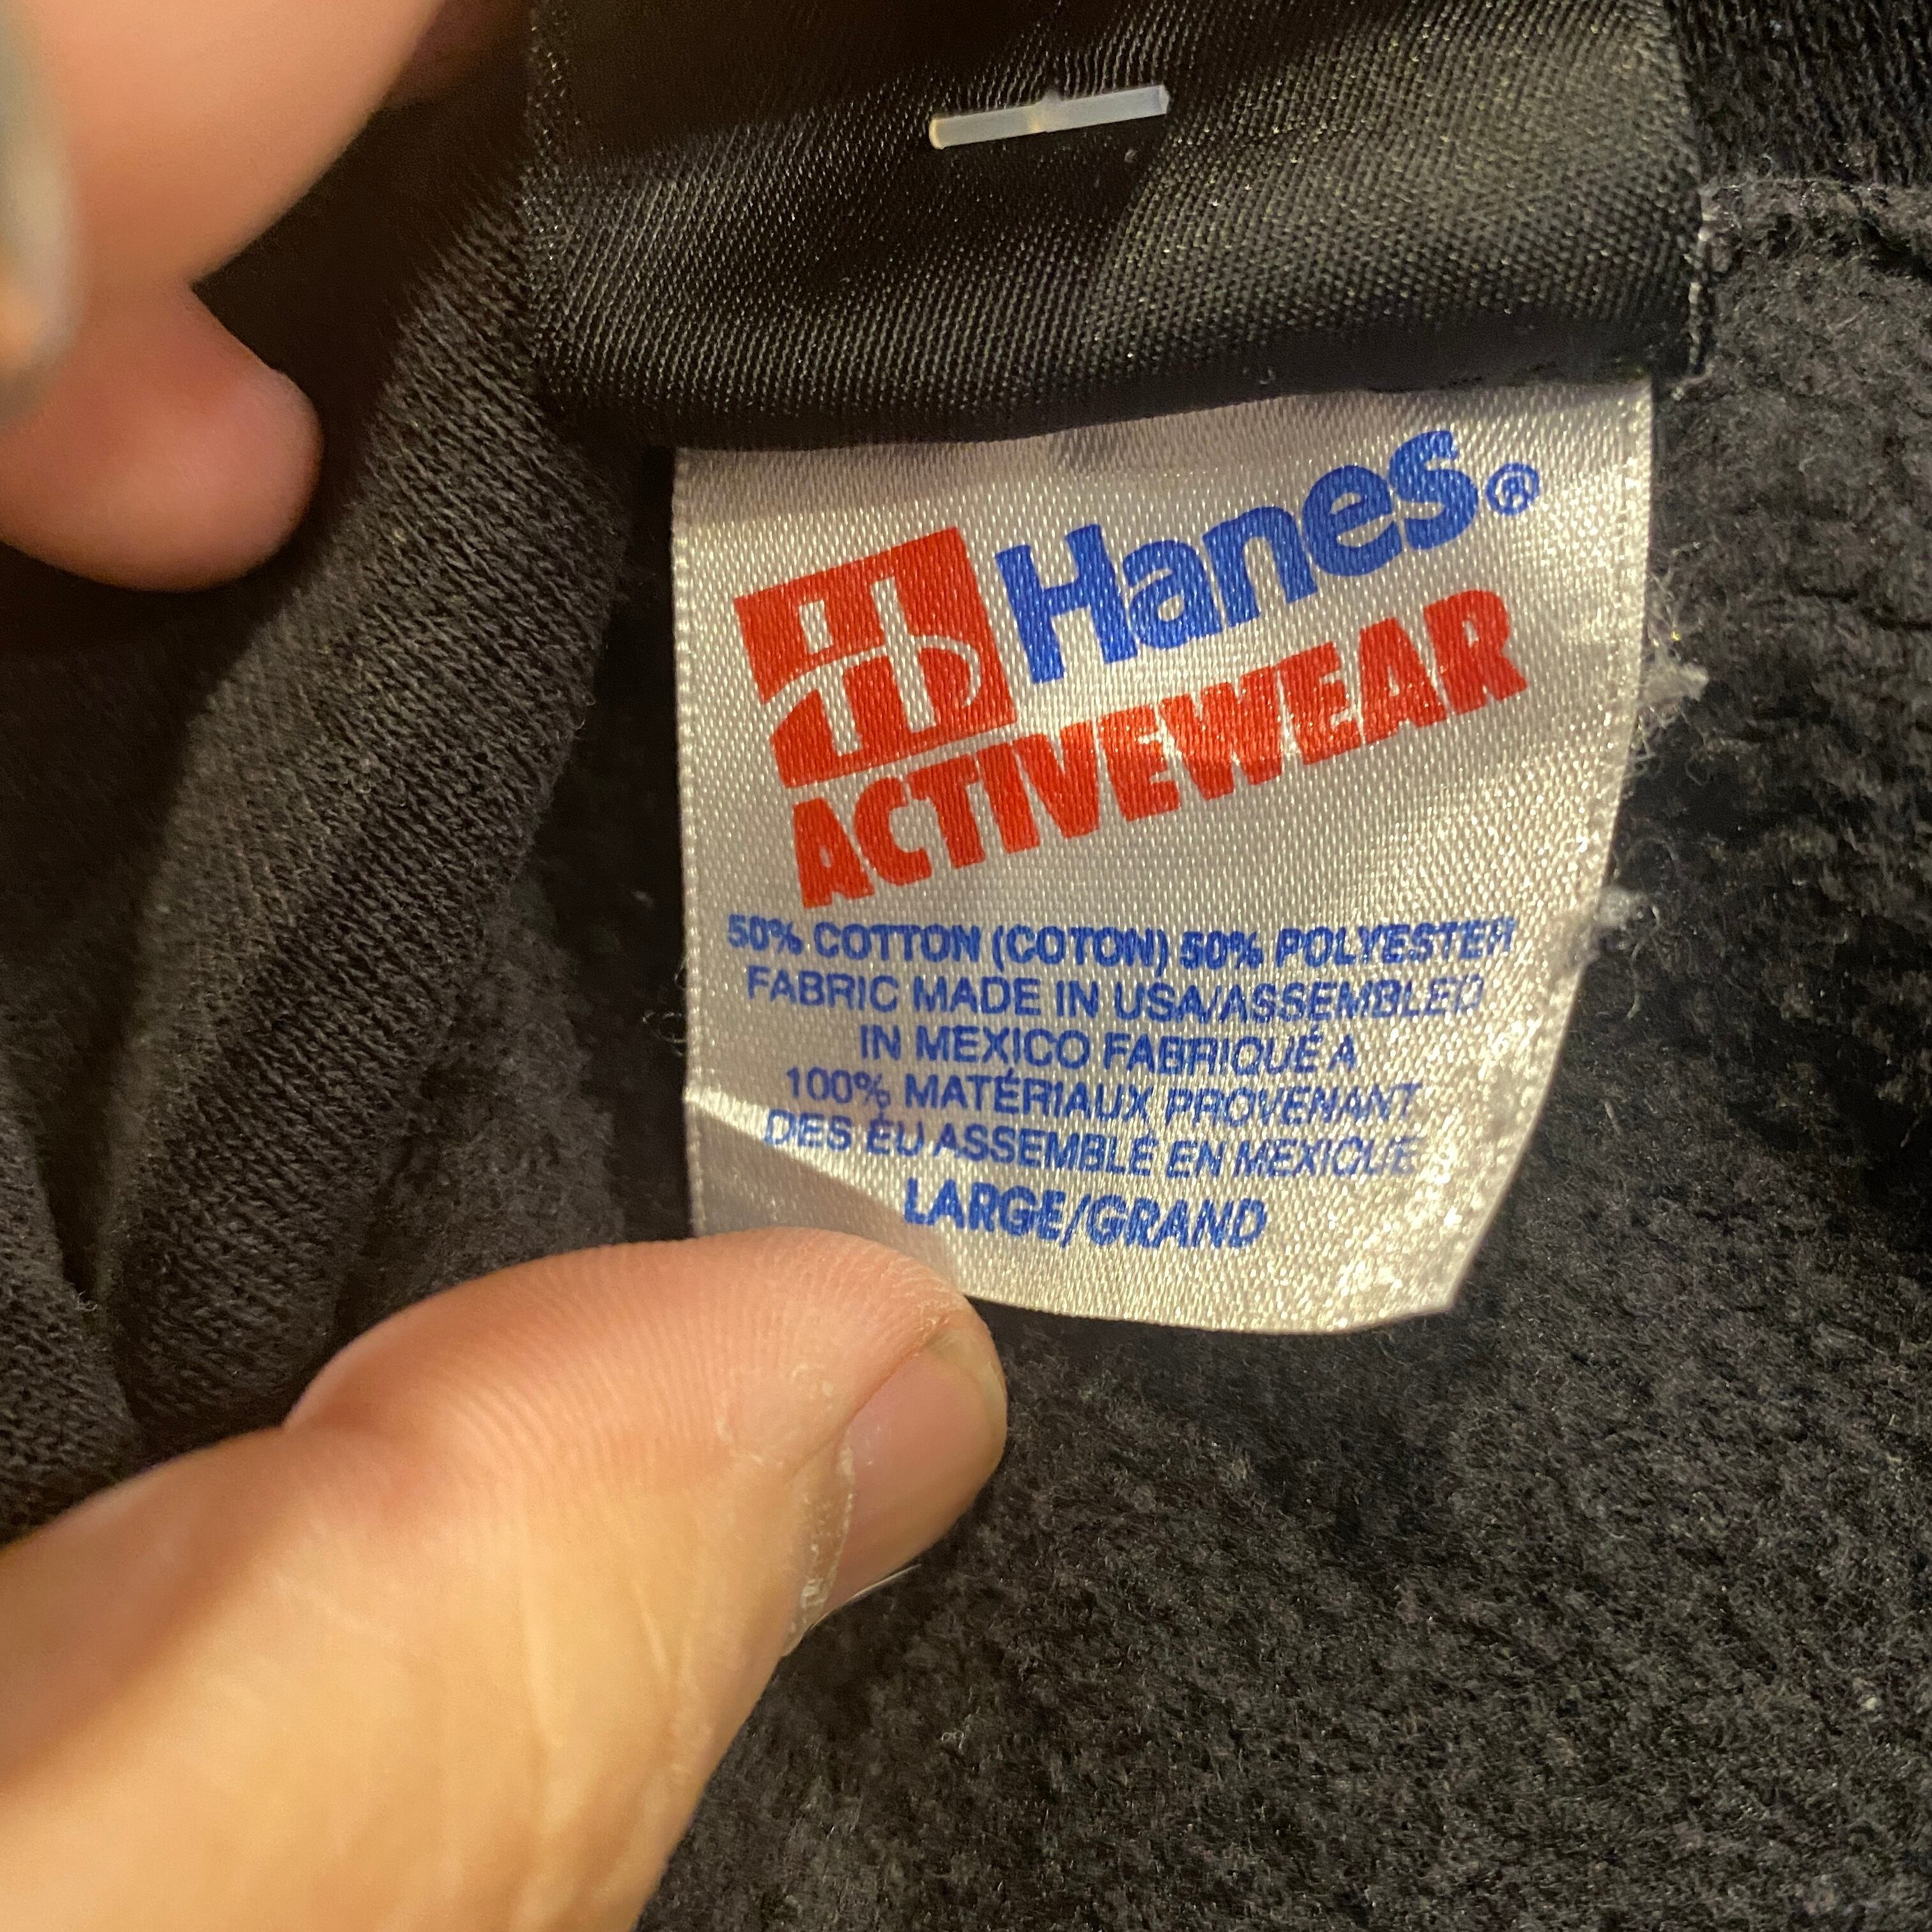 Hanes®
ACTIVEWEAR
50% COTTON (COTON) 50% POLYESTER
FABRIC MADE IN USA/ASSEMBLED
IN MEXICO FABRIQUÉ A
100% MATÉRIAUX PROVENANT
DES ÉU ASSEMBLÉ EN MEXIQUE
LARGE/GRAND